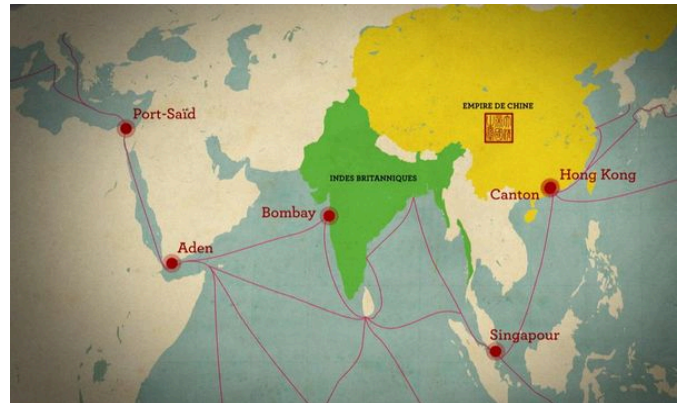 EMPIRE DE CHINE
Port-Saïd
Hong Kong
INDES BRITANNIQUES
Canton
Bombay
Aden
Singapour